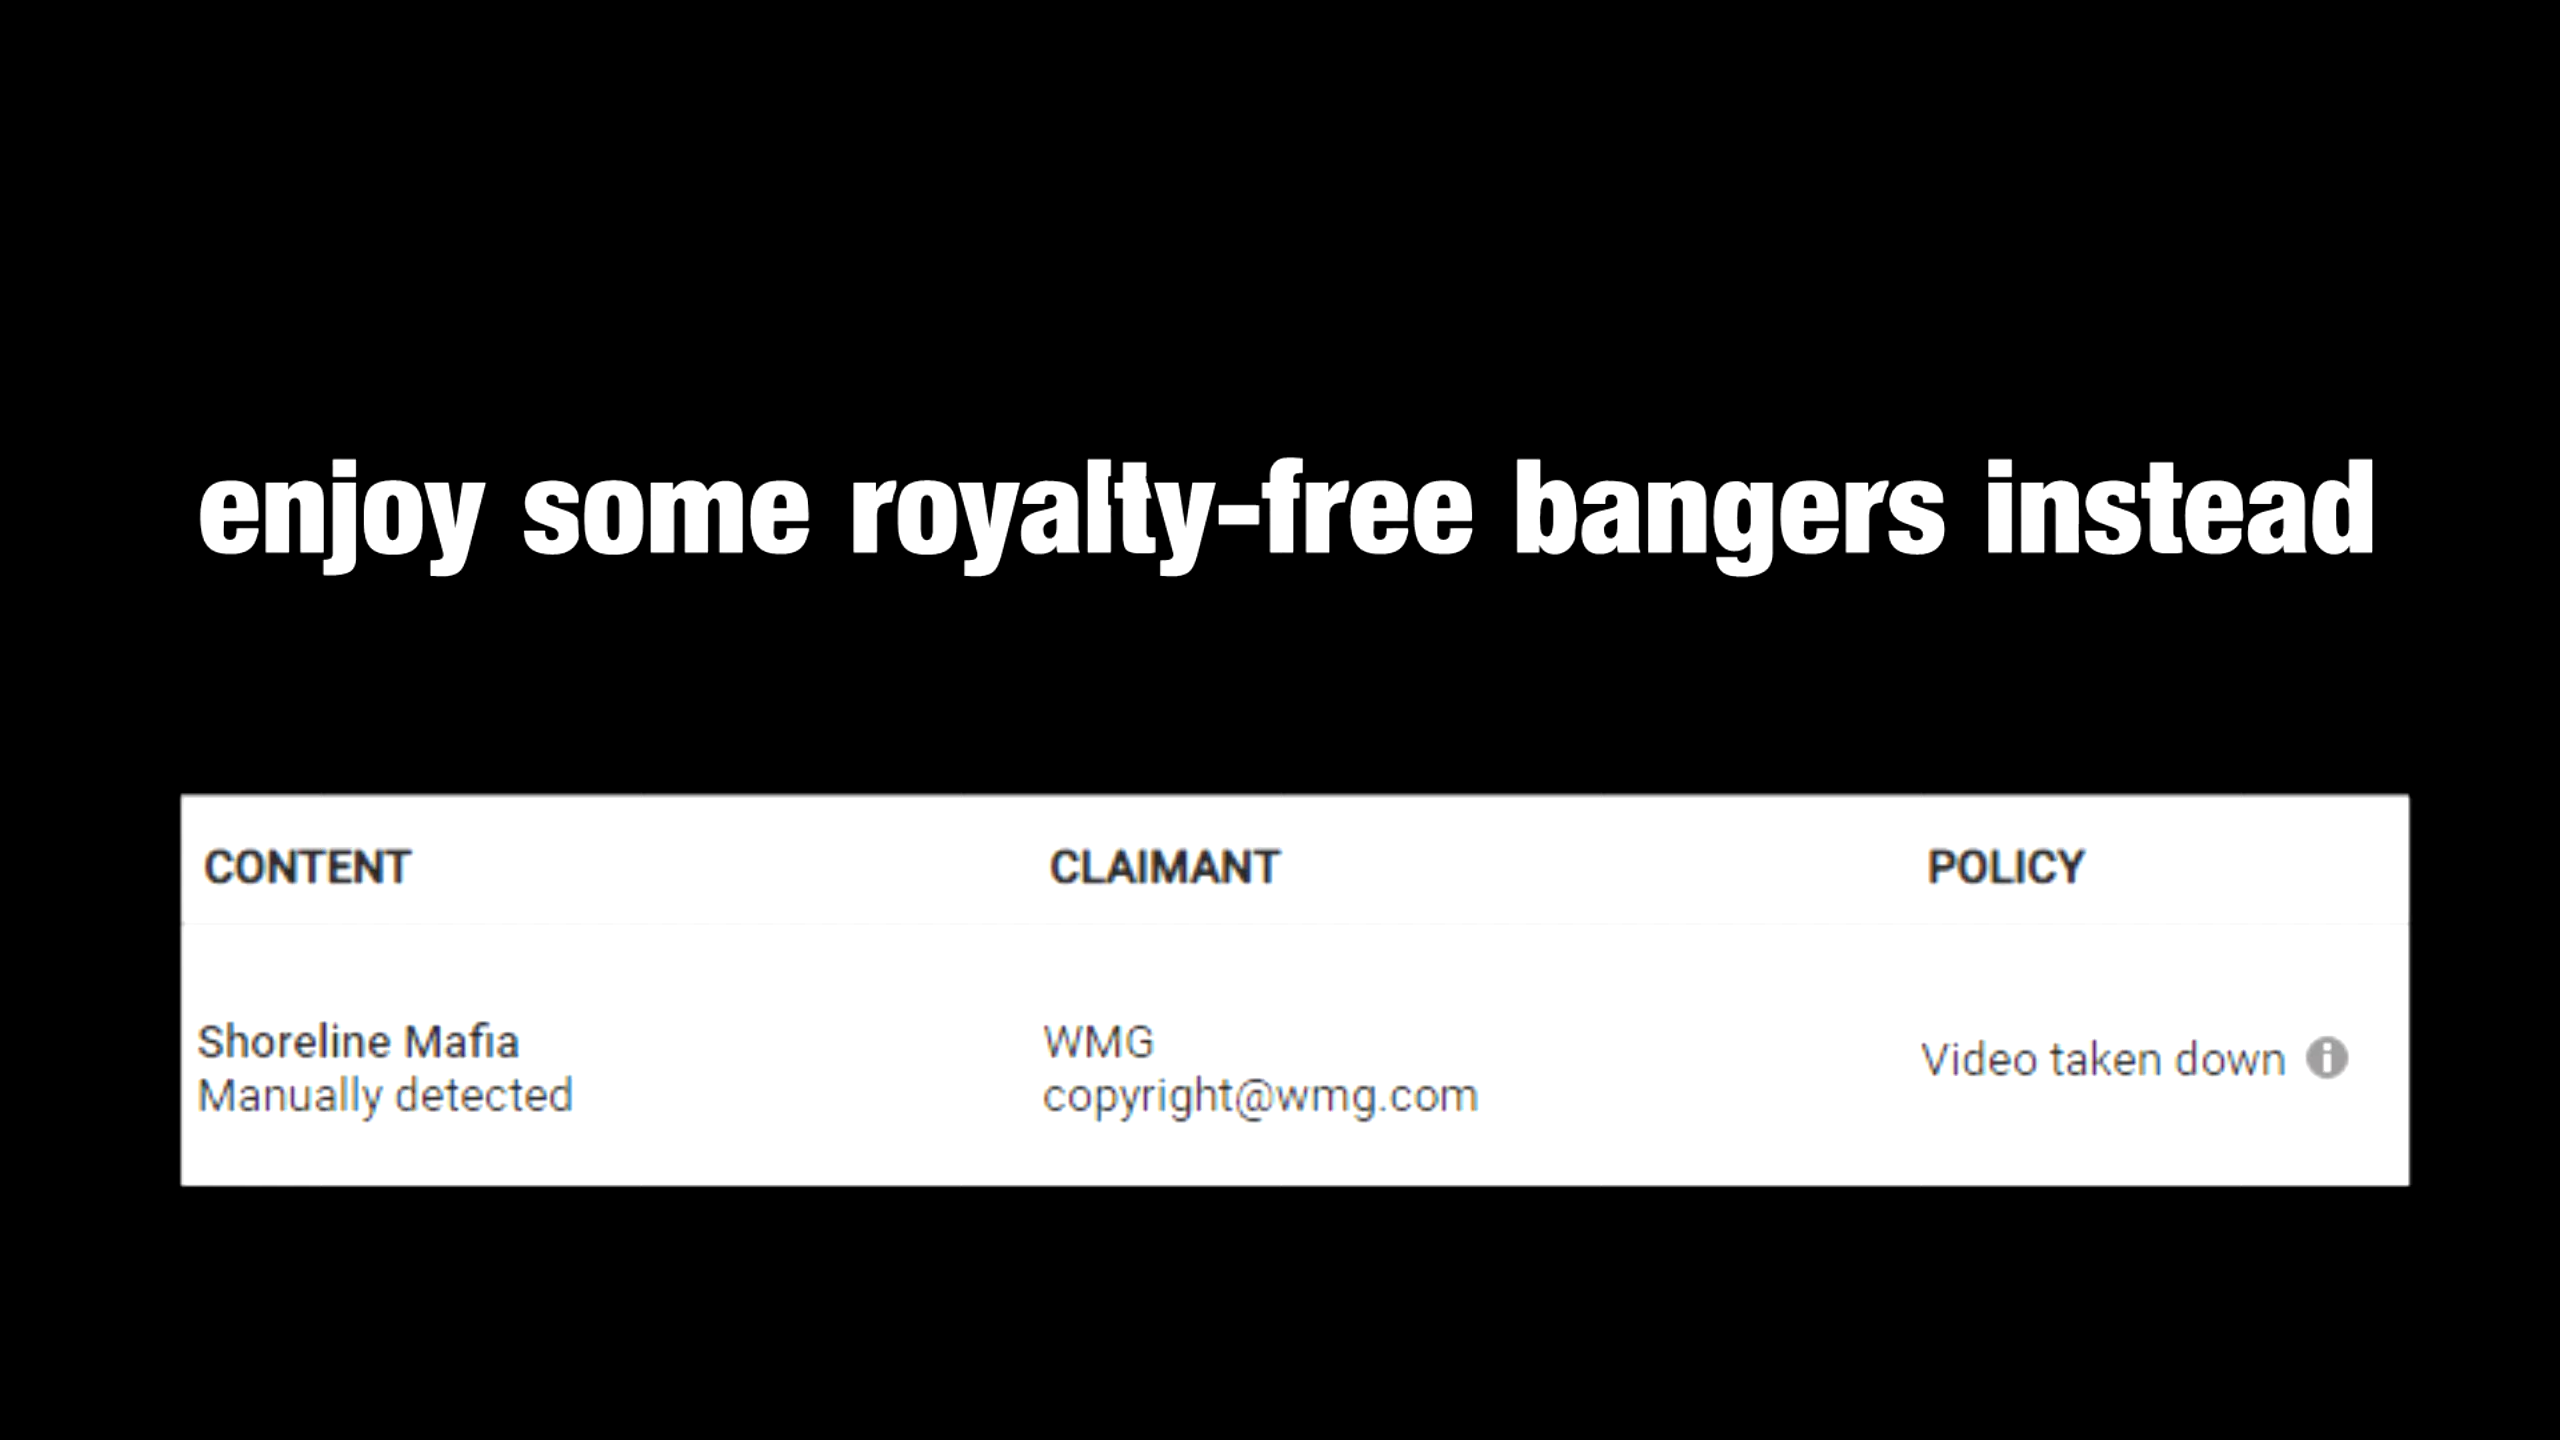 enjoy some royalty-free bangers instead
CONTENT CLAIMANT POLICY
Shoreline Mafia WMG Video taken down
Manually detected copyright@wmg.com